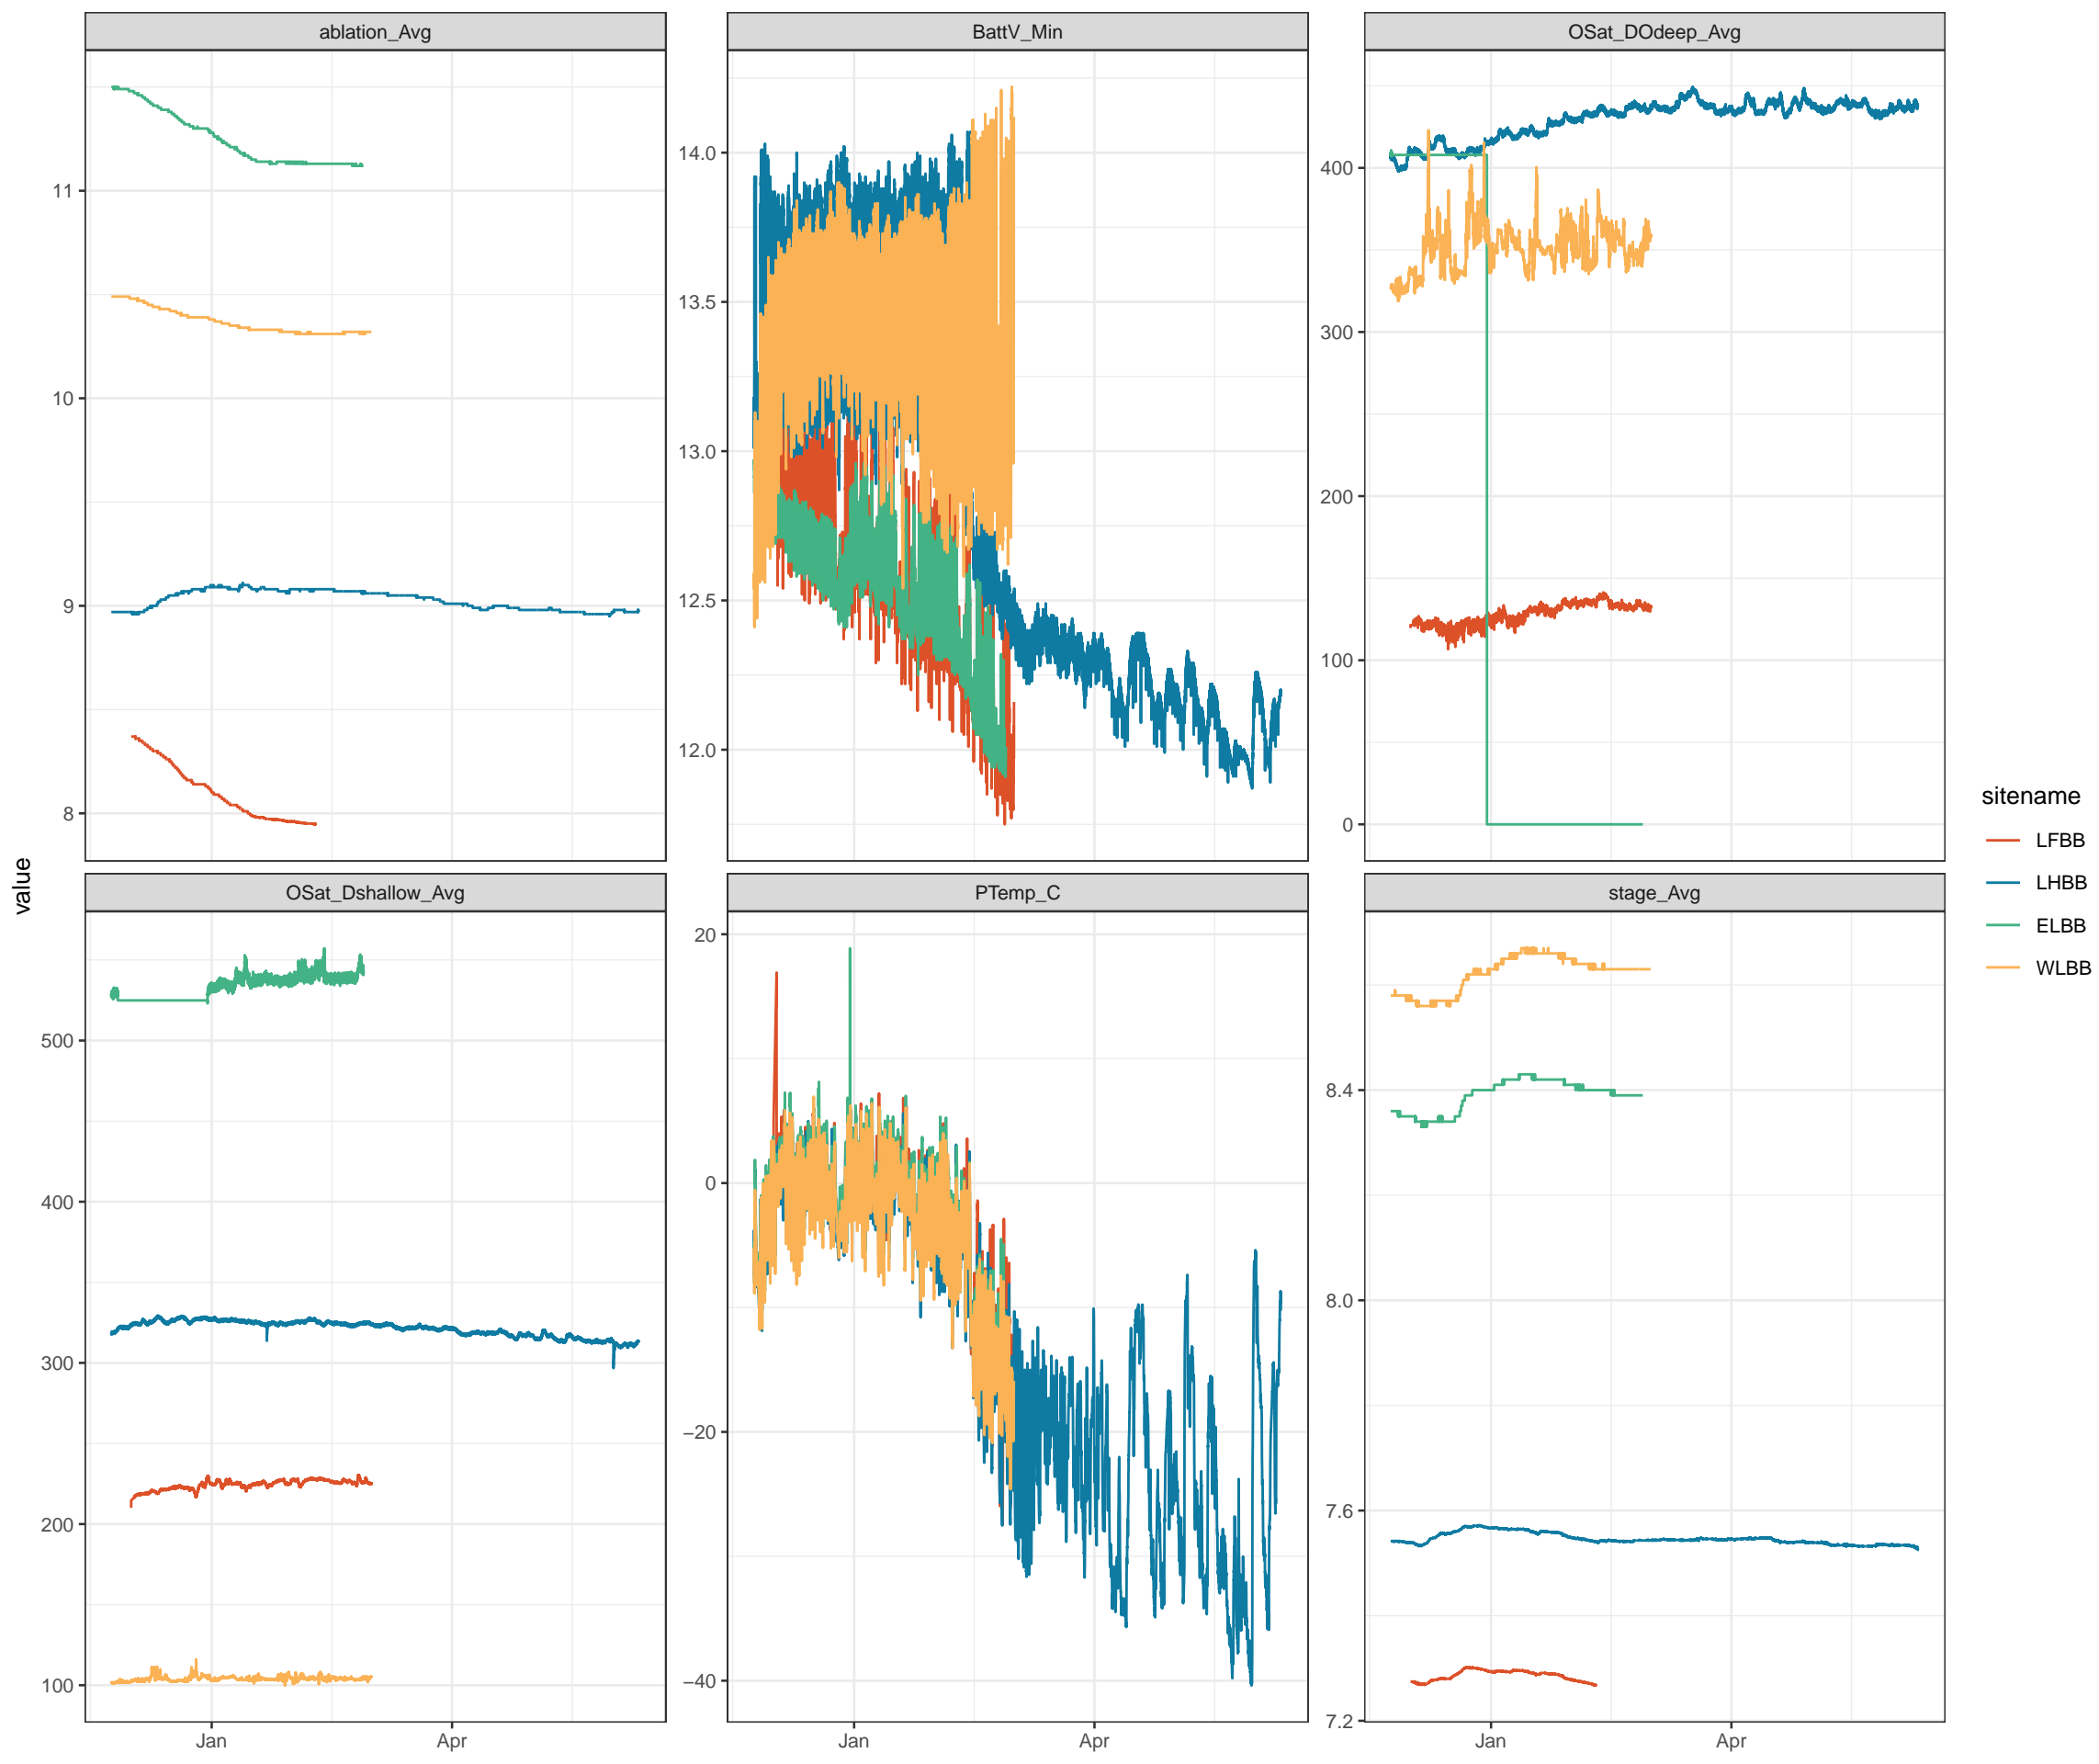 ablation_Avg
BattV_Min
OSat_DOdeep_Avg
11
10
9
8
14.0
13.5
13.0
12.5
12.0
400
300
200
100
0
value
OSat_Dshallow_Avg
PTemp_C
stage_Avg
500
400
300
200
100
20
0
−20
−40
8.4
8.0
7.6
7.2
Jan
Apr
Jan
Apr
Jan
Apr
sitename
LFBB
LHBB
ELBB
WLBB